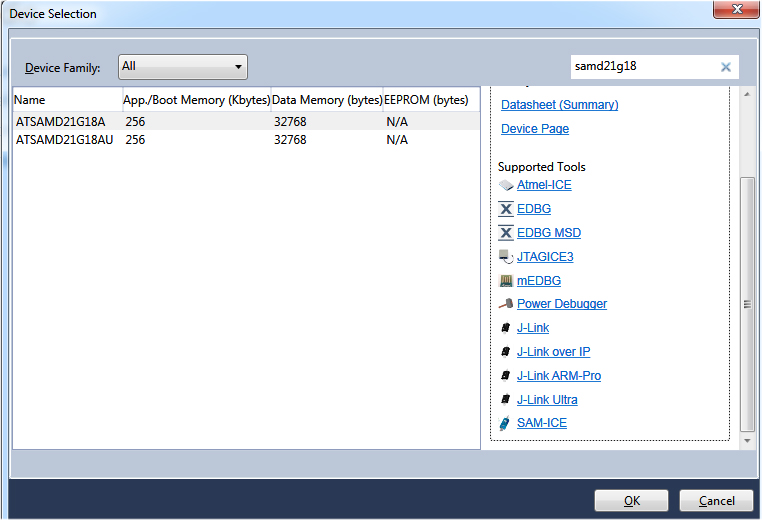 Device Selection
Device Family: All samd21g18
Name App./Boot Memory (Kbytes) Data Memory (bytes) EEPROM (bytes)
ATSAMD21G18A 256 32768 N/A
ATSAMD21G18AU 256 32768 N/A
Datasheet (Summary)
Device Page
Supported Tools
Atmel-ICE
EDBG
EDBG MSD
JTAGICE3
mEDBG
Power Debugger
J-Link
J-Link over IP
J-Link ARM-Pro
J-Link Ultra
SAM-ICE
OK Cancel